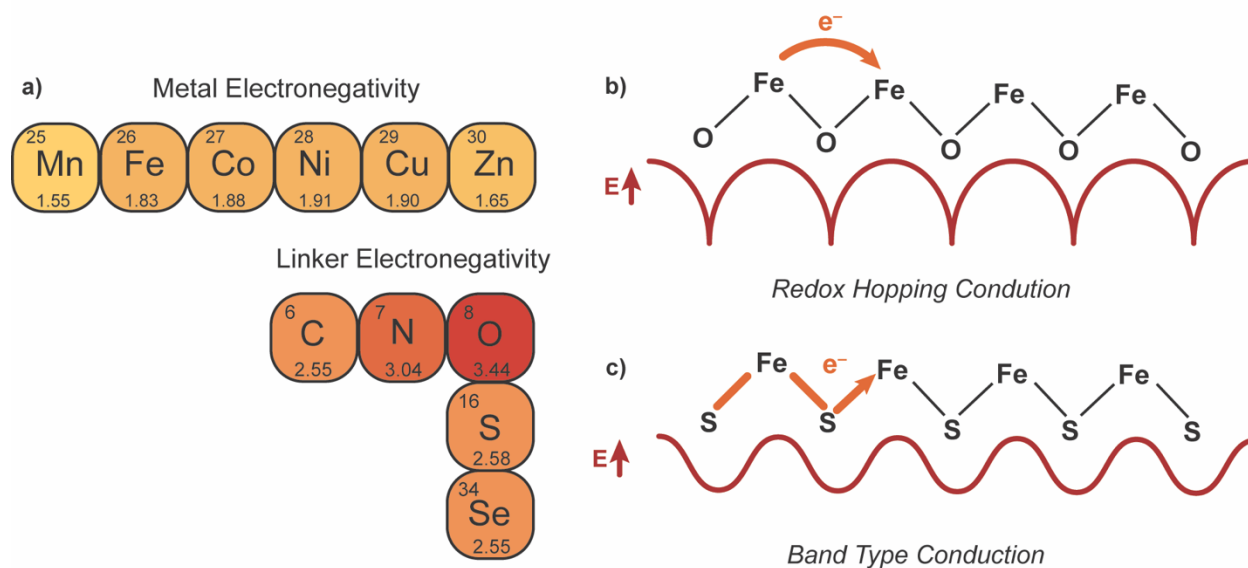 a)
Metal Electronegativity
25 26 27 28 29 30
Mn Fe Co Ni Cu Zn
1.55 1.83 1.88 1.91 1.90 1.65
Linker Electronegativity
6 7 8
C N O
2.55 3.04 3.44
16
S
2.58
34
Se
2.55
b)
e⁻
Fe Fe Fe Fe
O O O O O
E
Redox Hopping Condution
c)
e⁻
Fe Fe Fe Fe
S S S S S
E
Band Type Conduction